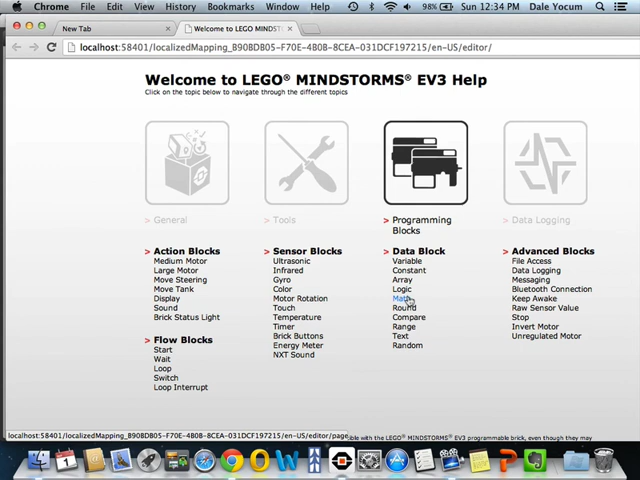 Chrome File Edit View History Bookmarks Window Help 98% Sun 12:34 PM Dale Yocum
New Tab
Welcome to LEGO MINDST
localhost:58401/localizedMapping_B90BDB05-F70E-4B0B-8CEA-031DCF197215/en-US/editor/
Welcome to LEGO® MINDSTORMS® EV3 Help
Click on the topic below to navigate through the different topics
> General
> Tools
> Programming
Blocks
> Data Logging
> Action Blocks
Medium Motor
Large Motor
Move Steering
Move Tank
Display
Sound
Brick Status Light
> Flow Blocks
Start
Wait
Loop
Switch
Loop Interrupt
> Sensor Blocks
Ultrasonic
Infrared
Gyro
Color
Motor Rotation
Touch
Temperature
Timer
Brick Buttons
Energy Meter
NXT Sound
> Data Block
Variable
Constant
Array
Logic
Math
Round
Compare
Range
Text
Random
> Advanced Blocks
File Access
Data Logging
Messaging
Bluetooth Connection
Keep Awake
Raw Sensor Value
Stop
Invert Motor
Unregulated Motor
localhost:58401/localizedMapping_B90BDB05-F70E-4B0B-8CEA-031DCF197215/en-US/editor/page
ible with the LEGO® MINDSTORMS® EV3 programmable brick, even though they may